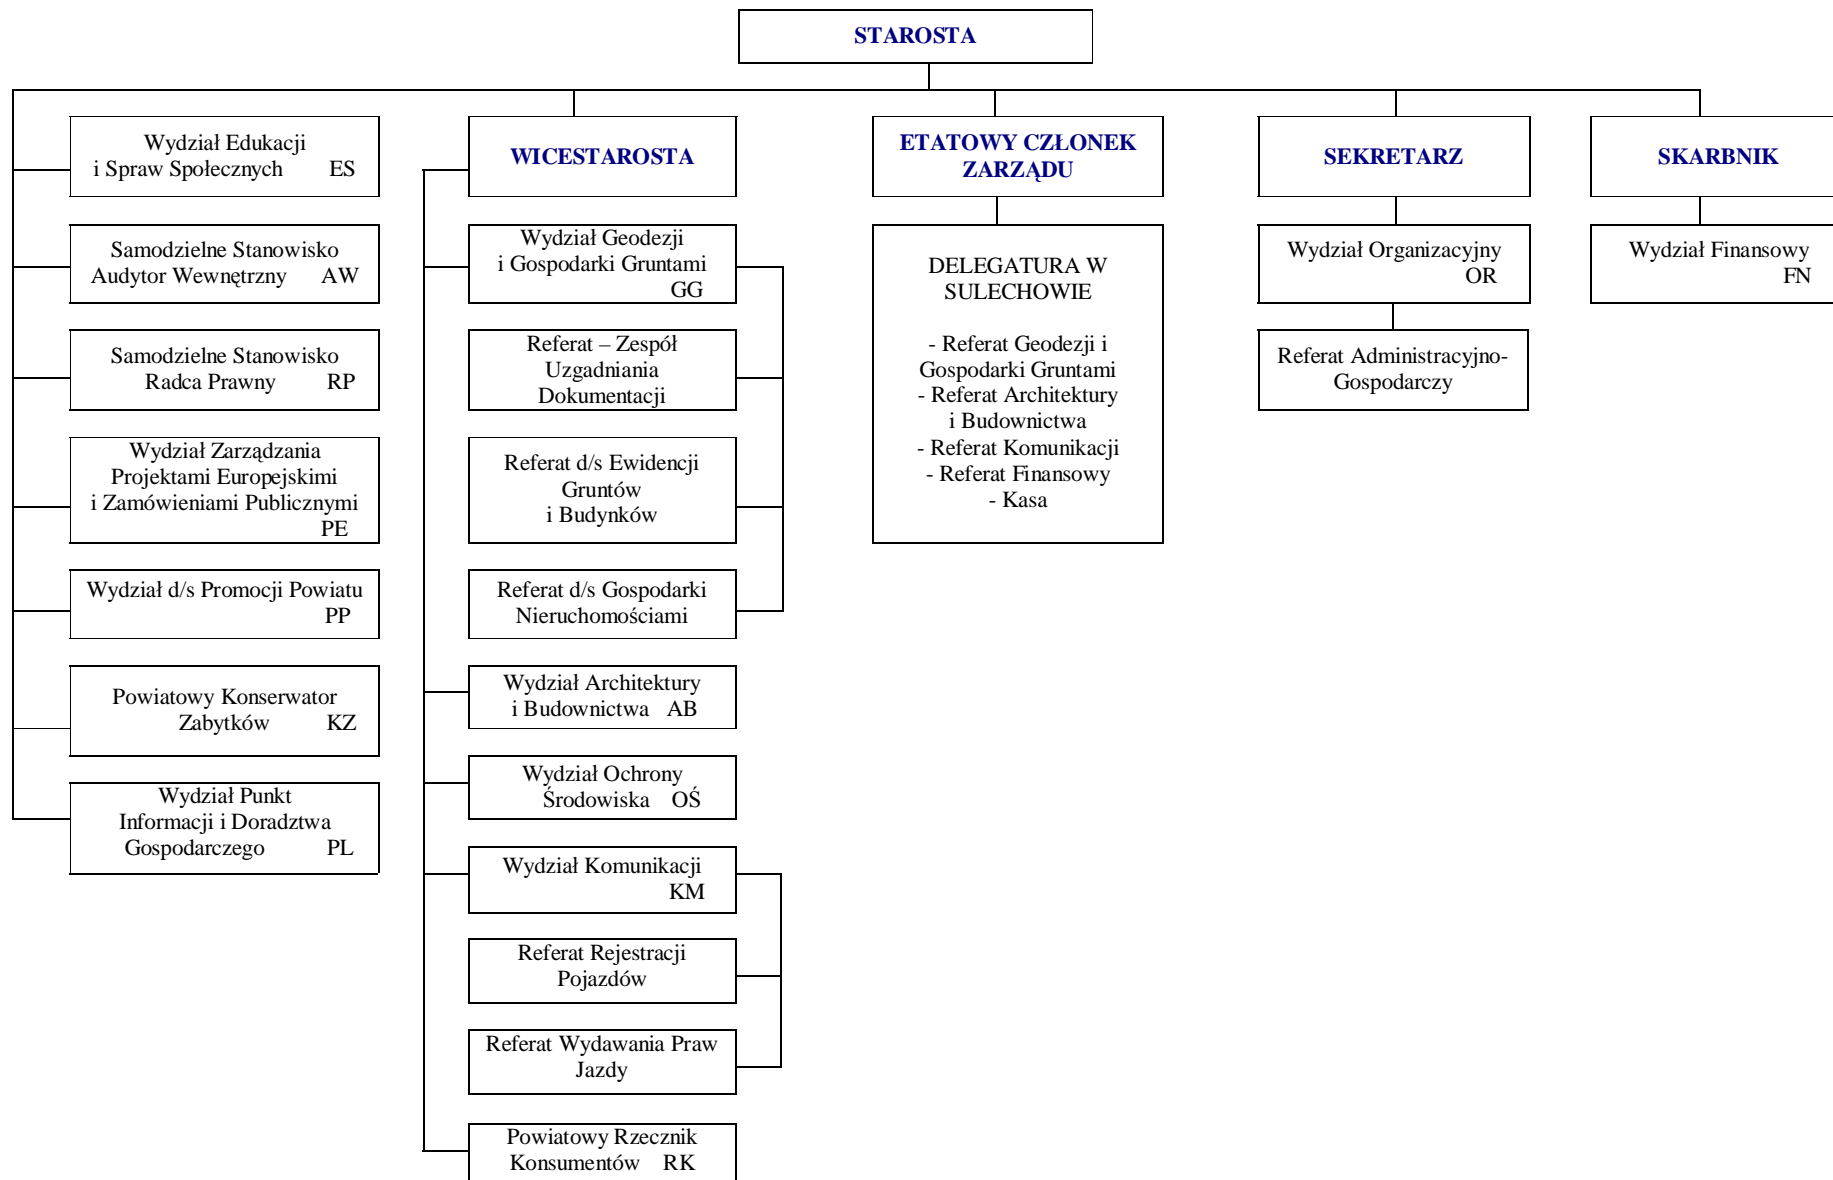 STAROSTA
Wydział Edukacji
i Spraw Społecznych ES
Samodzielne Stanowisko
Audytor Wewnętrzny AW
Samodzielne Stanowisko
Radca Prawny RP
Wydział Zarządzania
Projektami Europejskimi
i Zamówieniami Publicznymi
PE
Wydział d/s Promocji Powiatu
PP
Powiatowy Konserwator
Zabytków KZ
Wydział Punkt
Informacji i Doradztwa
Gospodarczego PL
WICESTAROSTA
Wydział Geodezji
i Gospodarki Gruntami
GG
Referat – Zespół
Uzgadniania
Dokumentacji
Referat d/s Ewidencji
Gruntów
i Budynków
Referat d/s Gospodarki
Nieruchomościami
Wydział Architektury
i Budownictwa AB
Wydział Ochrony
Środowiska OŚ
Wydział Komunikacji
KM
Referat Rejestracji
Pojazdów
Referat Wydawania Praw
Jazdy
Powiatowy Rzecznik
Konsumentów RK
ETATOWY CZŁONEK
ZARZĄDU
DELEGATURA W
SULECHOWIE
- Referat Geodezji i
Gospodarki Gruntami
- Referat Architektury
i Budownictwa
- Referat Komunikacji
- Referat Finansowy
- Kasa
SEKRETARZ
Wydział Organizacyjny
OR
Referat Administracyjno-
Gospodarczy
SKARBNIK
Wydział Finansowy
FN